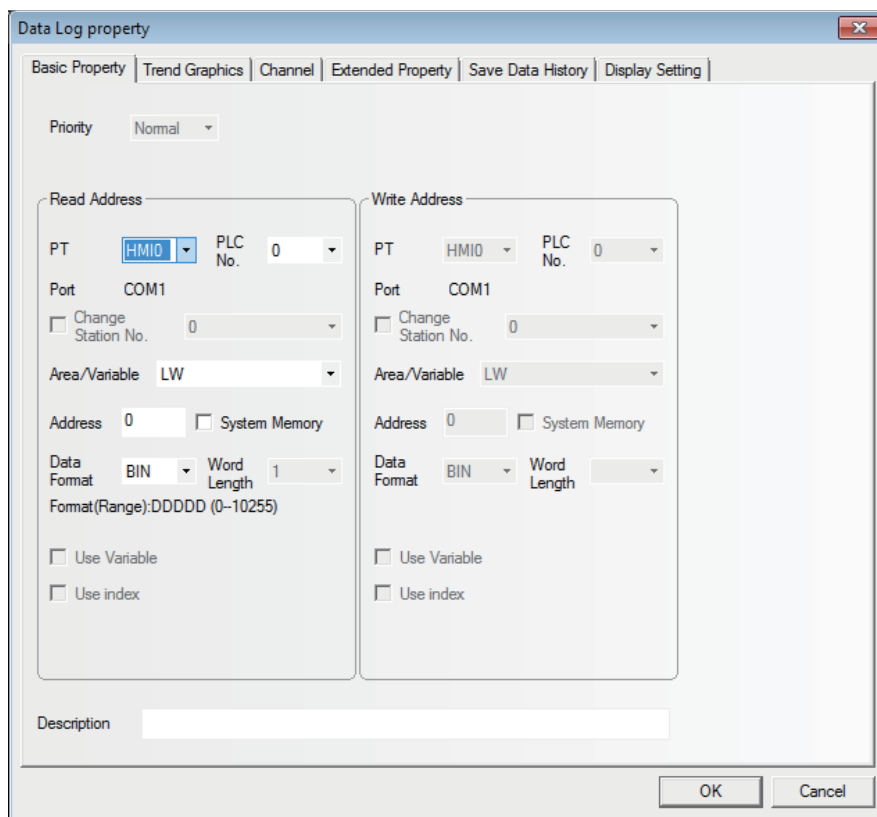 Data Log property
Basic Property Trend Graphics Channel Extended Property Save Data History Display Setting
Priority Normal
Read Address
PT HMI0 PLC No. 0
Port COM1
Change Station No. 0
Area/Variable LW
Address 0 System Memory
Data Format BIN Word Length 1
Format(Range):DDDDD (0--10255)
Use Variable
Use index
Write Address
PT HMI0 PLC No. 0
Port COM1
Change Station No. 0
Area/Variable LW
Address 0 System Memory
Data Format BIN Word Length
Use Variable
Use index
Description
OK Cancel